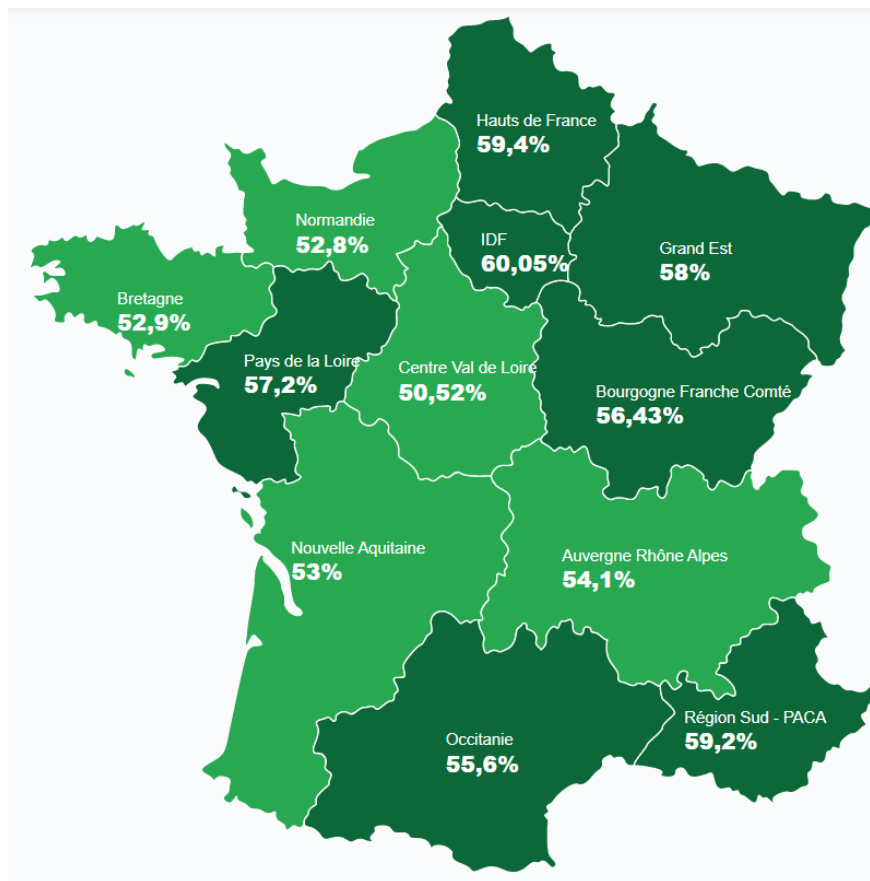 Hauts de France
59,4%
Normandie
52,8%
IDF
60,05%
Grand Est
58%
Bretagne
52,9%
Pays de la Loire
57,2%
Centre Val de Loire
50,52%
Bourgogne Franche Comté
56,43%
Nouvelle Aquitaine
53%
Auvergne Rhône Alpes
54,1%
Région Sud - PACA
59,2%
Occitanie
55,6%